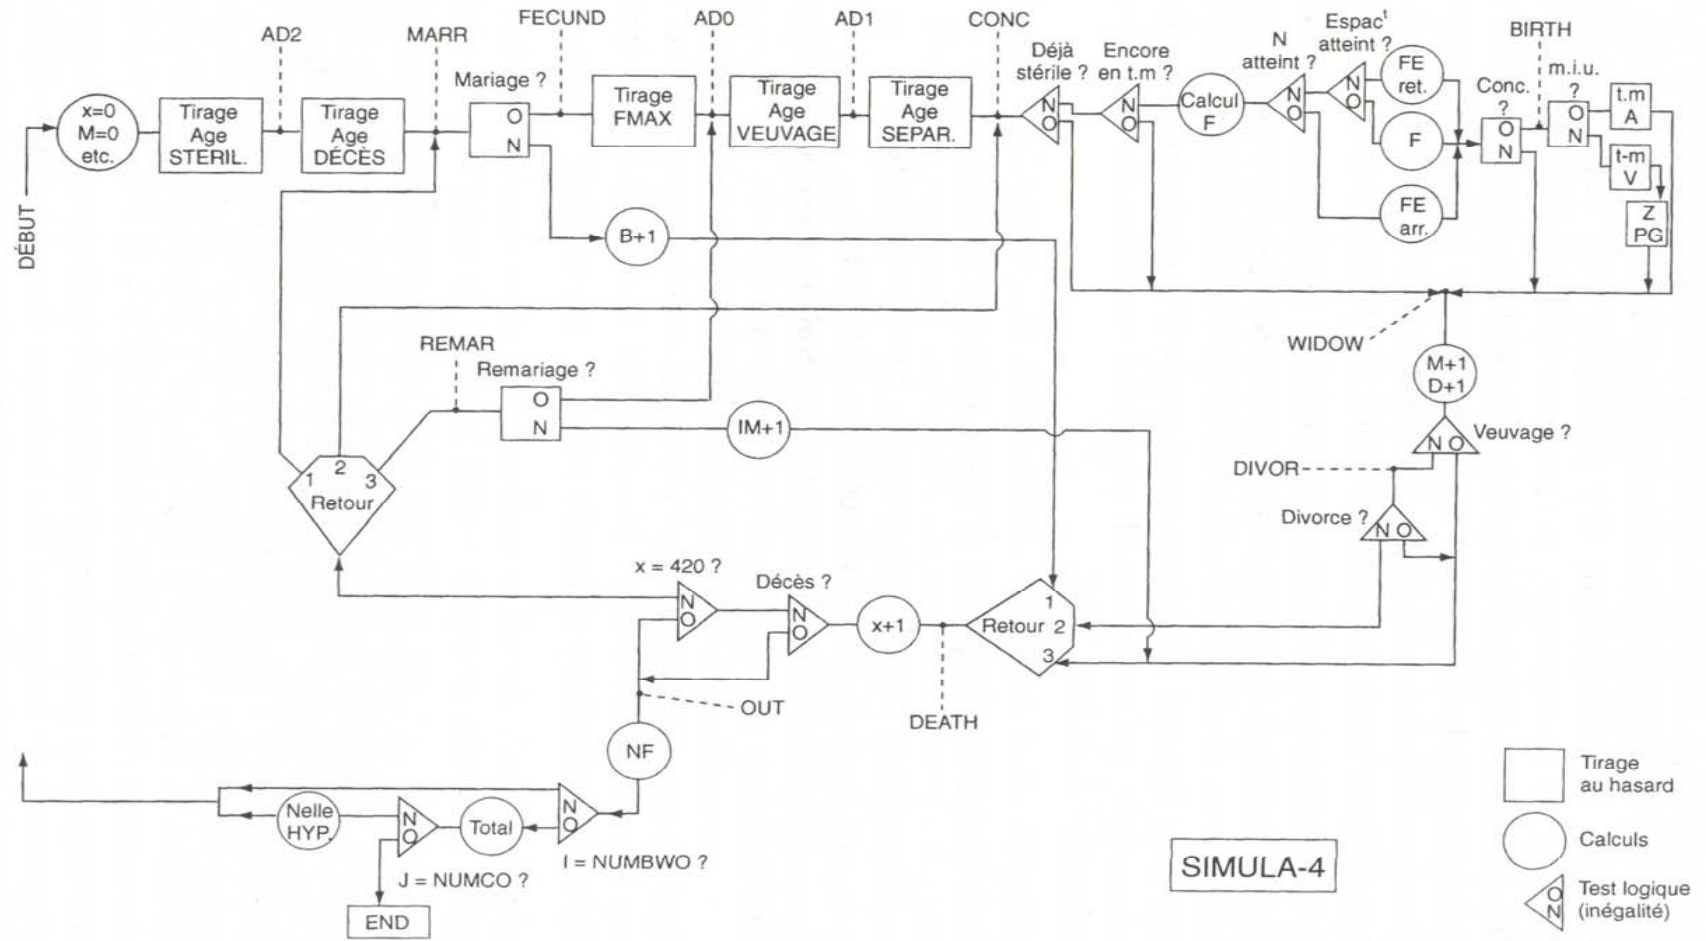 FECUND
AD0
AD1
CONC
AD2
MARR
BIRTH
Mariage ?
Déjà
stérile ?
Encore
en t.m ?
N
atteint ?
Espac^t
atteint ?
Conc.
?
m.i.u.
?
x=0
M=0
etc.
Tirage
Age
STERIL.
Tirage
Age
DÉCÈS
O
N
Tirage
FMAX
Tirage
Age
VEUVAGE
Tirage
Age
SEPAR.
N
O
N
O
Calcul
F
N
O
N
O
FE
ret.
F
FE
arr.
O
N
O
N
t.m
A
t-m
V
Z
PG
DÉBUT
B+1
WIDOW
M+1
D+1
Veuvage ?
N O
DIVOR
Divorce ?
N O
REMAR
Remariage ?
O
N
IM+1
1 2 3
Retour
x = 420 ?
N
O
Décès ?
N
O
x+1
1
Retour 2
3
DEATH
OUT
NF
N
O
I = NUMBWO ?
Total
N
O
J = NUMCO ?
Nelle
HYP.
END
SIMULA-4
Tirage
au hasard
Calculs
O
N
Test logique
(inégalité)